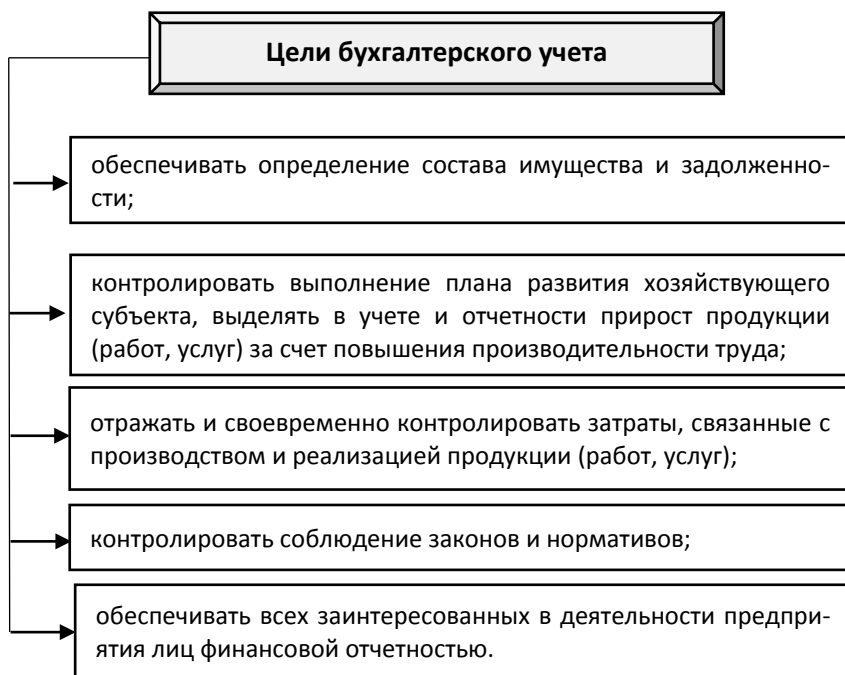 Цели бухгалтерского учета
обеспечивать определение состава имущества и задолженно-
сти;
контролировать выполнение плана развития хозяйствующего
субъекта, выделять в учете и отчетности прирост продукции
(работ, услуг) за счет повышения производительности труда;
отражать и своевременно контролировать затраты, связанные с
производством и реализацией продукции (работ, услуг);
контролировать соблюдение законов и нормативов;
обеспечивать всех заинтересованных в деятельности предпри-
ятия лиц финансовой отчетностью.